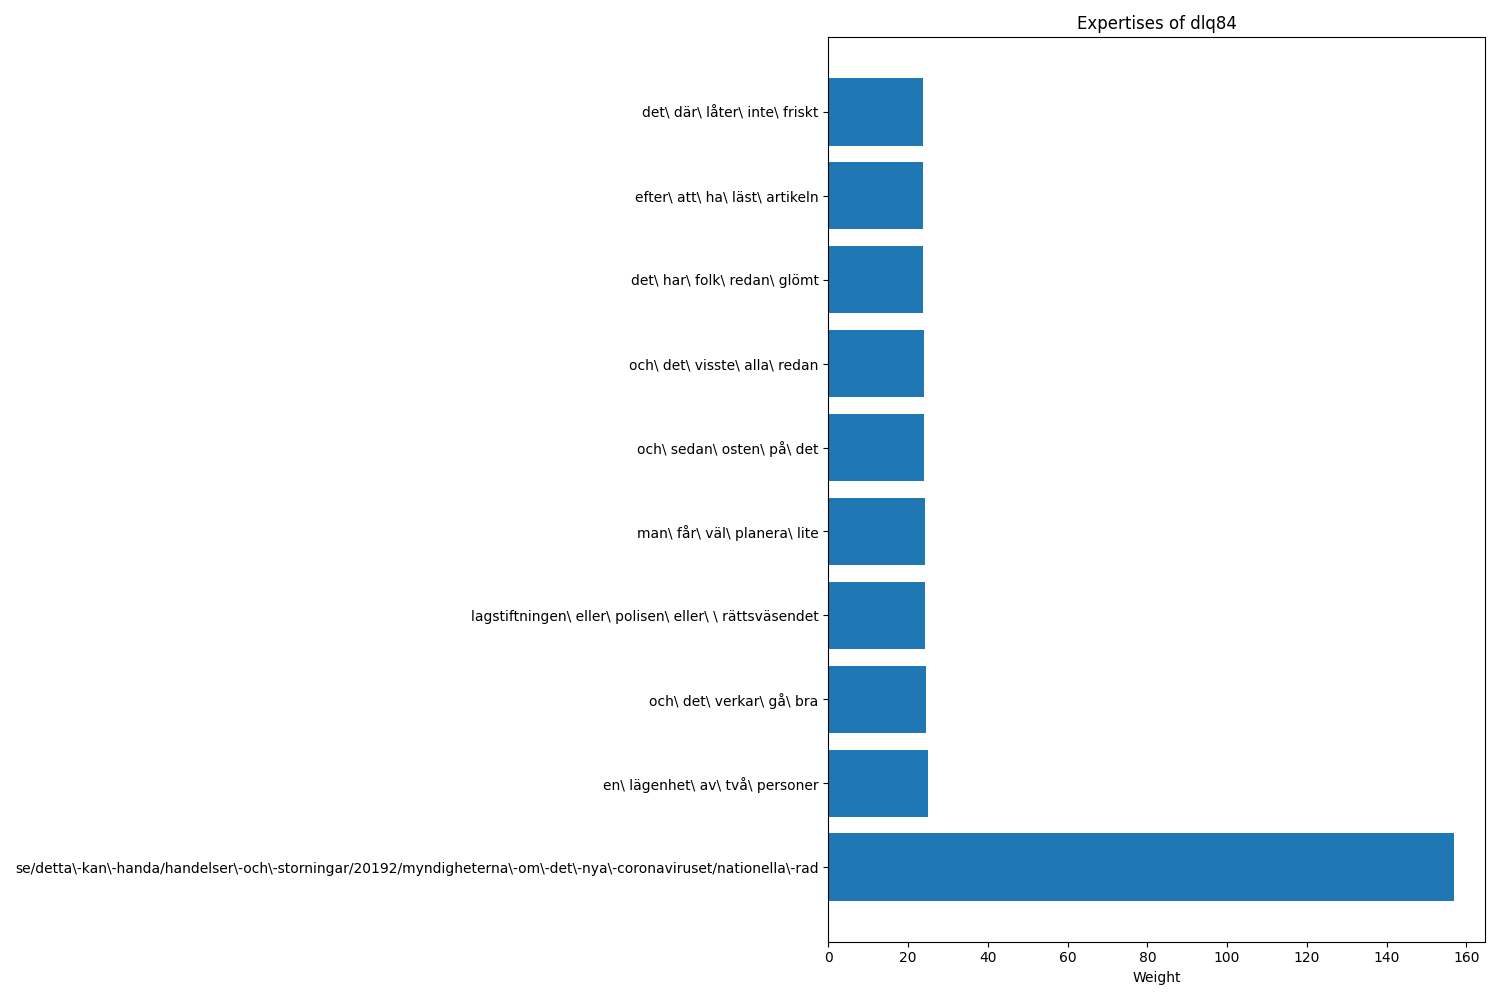 Expertises of dlq84
det\ där\ låter\ inte\ friskt
efter\ att\ ha\ läst\ artikeln
det\ har\ folk\ redan\ glömt
och\ det\ visste\ alla\ redan
och\ sedan\ osten\ på\ det
man\ får\ väl\ planera\ lite
lagstiftningen\ eller\ polisen\ eller\ \ rättsväsendet
och\ det\ verkar\ gå\ bra
en\ lägenhet\ av\ två\ personer
se/detta\-kan\-handa/handelser\-och\-storningar/20192/myndigheterna\-om\-det\-nya\-coronaviruset/nationella\-rad
0 20 40 60 80 100 120 140 160
Weight